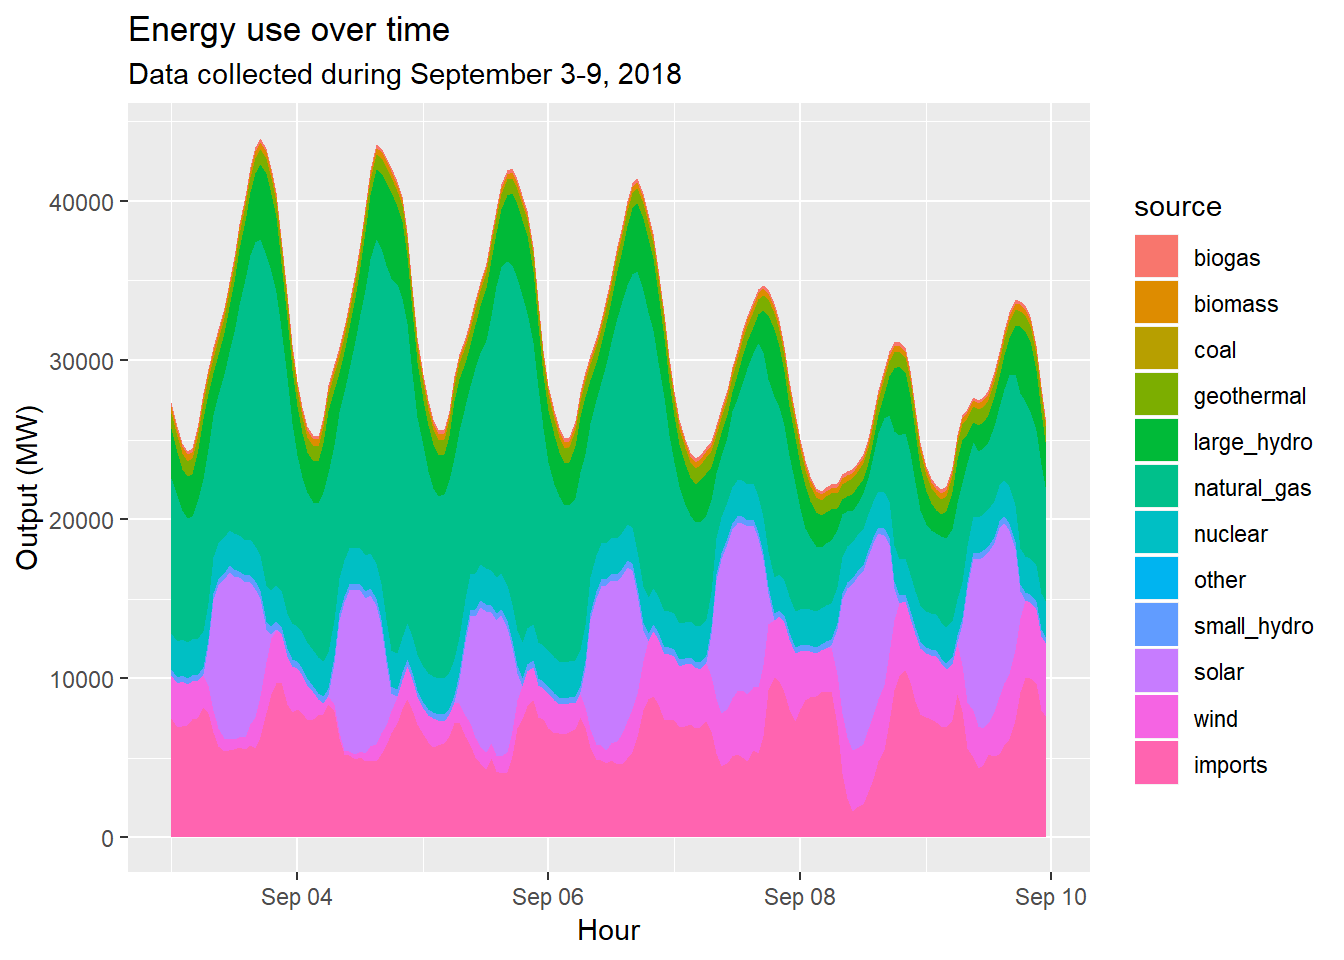 Energy use over time
Data collected during September 3-9, 2018
Output (MW)
40000
30000
20000
10000
0
Sep 04
Sep 06
Sep 08
Sep 10
Hour
source
biogas
biomass
coal
geothermal
large_hydro
natural_gas
nuclear
other
small_hydro
solar
wind
imports